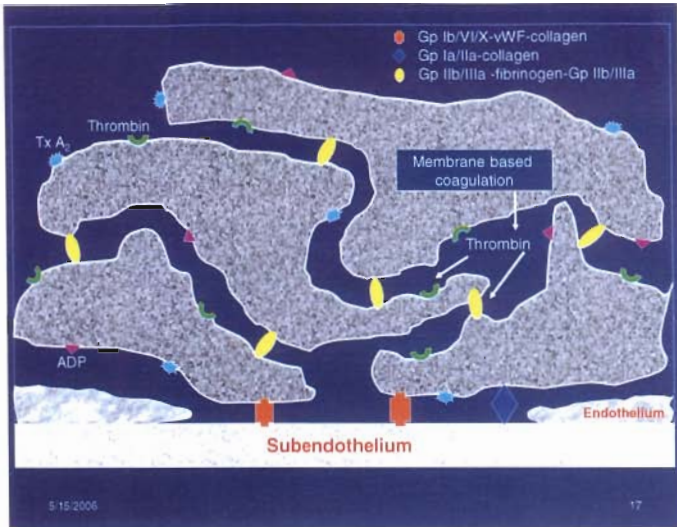 Gp Ib/VI/X-vWF-collagen
Gp Ia/IIa-collagen
Gp IIb/IIIa -fibrinogen-Gp IIb/IIIa
Thrombin
Tx A2
Membrane based
coagulation
Thrombin
ADP
Endothelium
Subendothelium
5/15/2006
17